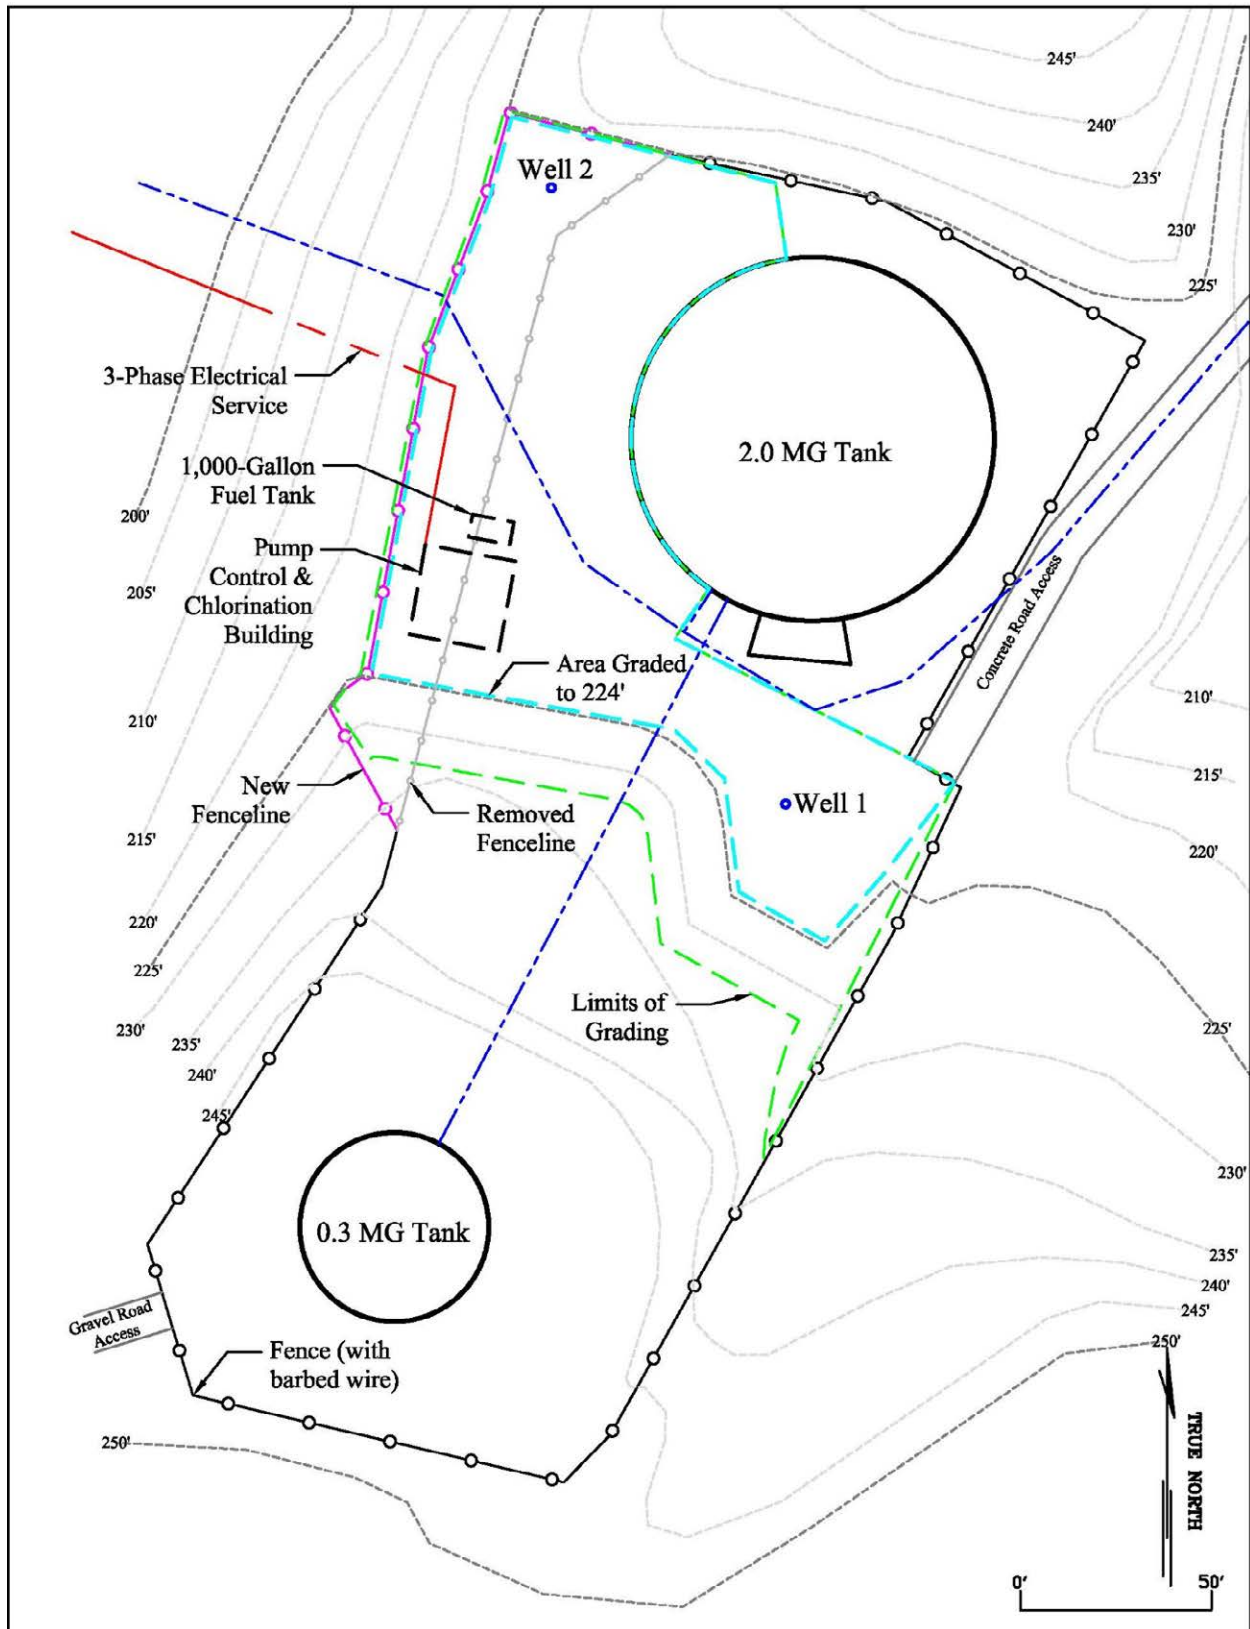 245'
240'
235'
230'
225'
Well 2
3-Phase Electrical
Service
2.0 MG Tank
1,000-Gallon
Fuel Tank
200'
Pump
Control &
Chlorination
Building
205'
Concrete Road Access
Area Graded
to 224'
210'
210'
New
Fenceline
215'
Removed
Fenceline
Well 1
215'
220'
220'
225'
230'
235'
240'
245'
Limits of
Grading
225'
230'
235'
240'
245'
250'
0.3 MG Tank
Gravel Road
Access
Fence (with
barbed wire)
250'
TRUE NORTH
0'
50'